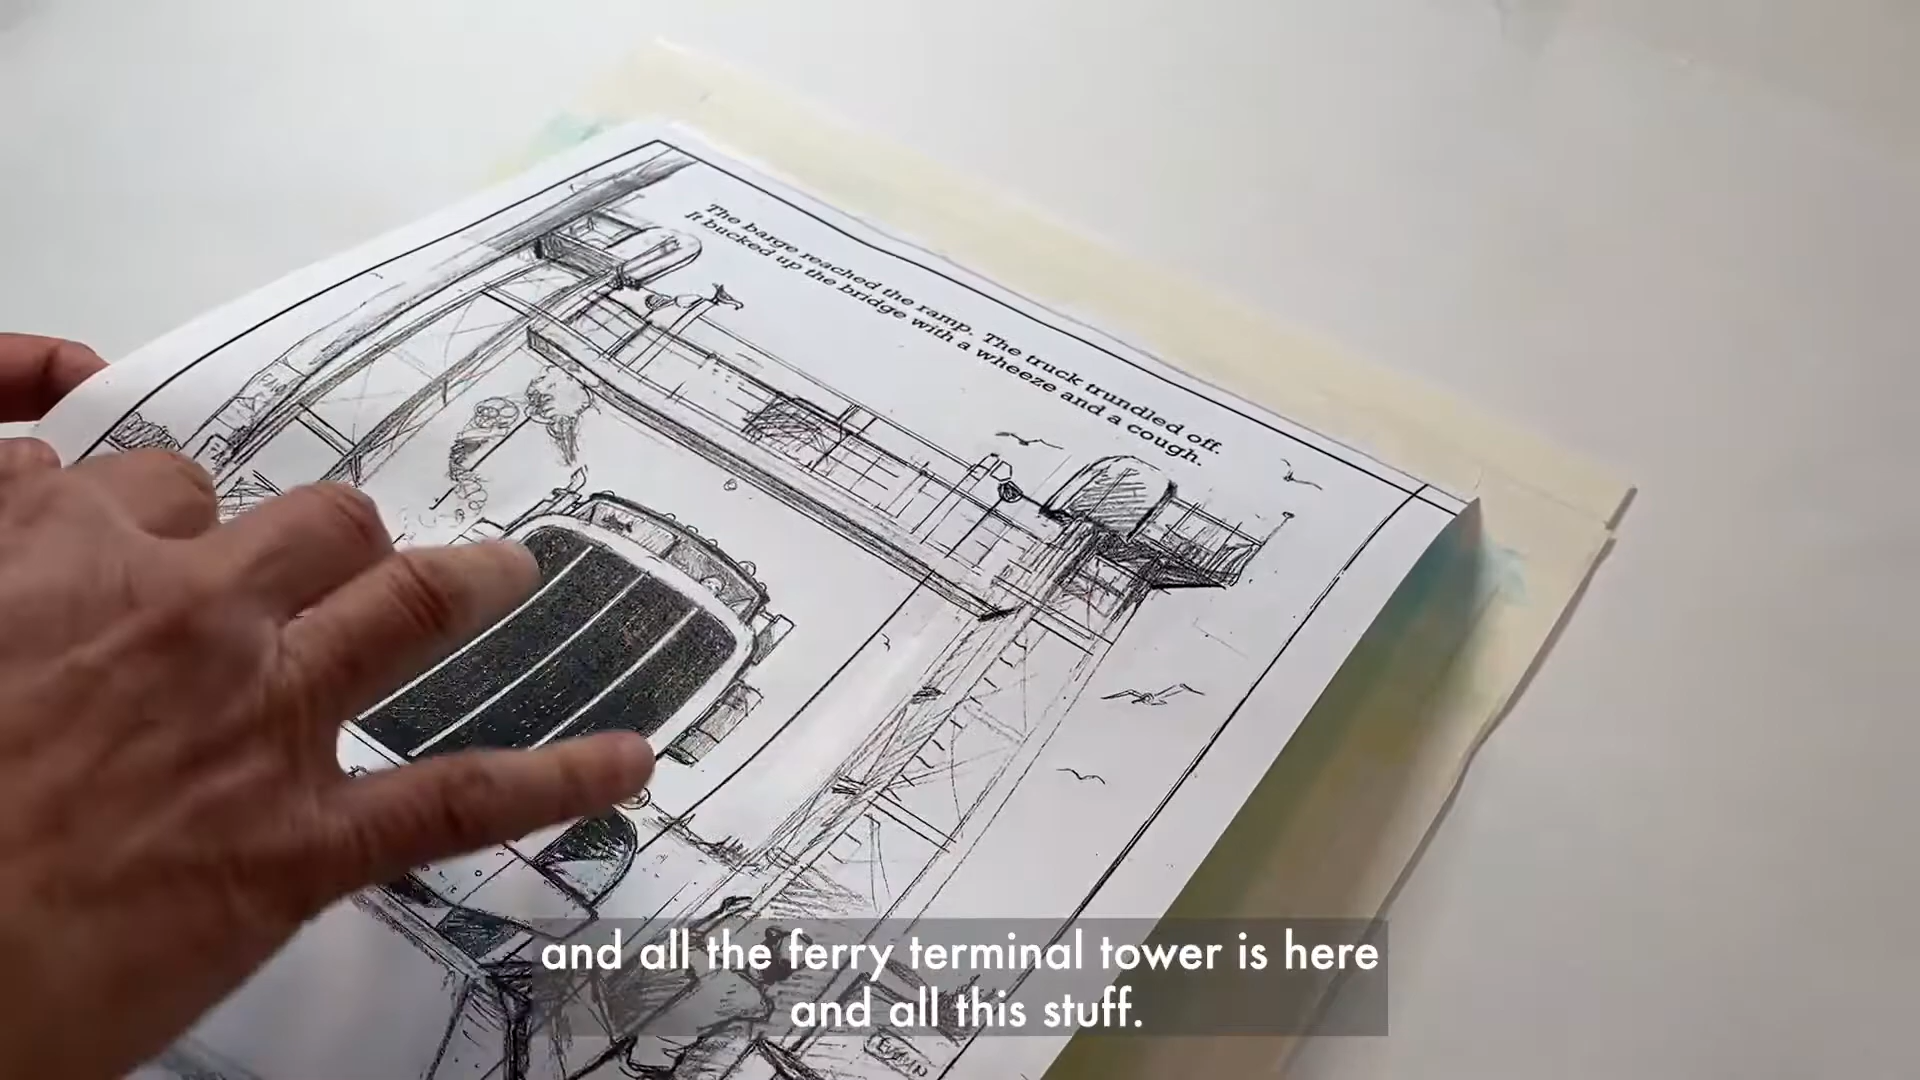 The barge reached the ramp. The truck trundled off.
It bucked up the bridge with a wheeze and a cough.
and all the ferry terminal tower is here
and all this stuff.